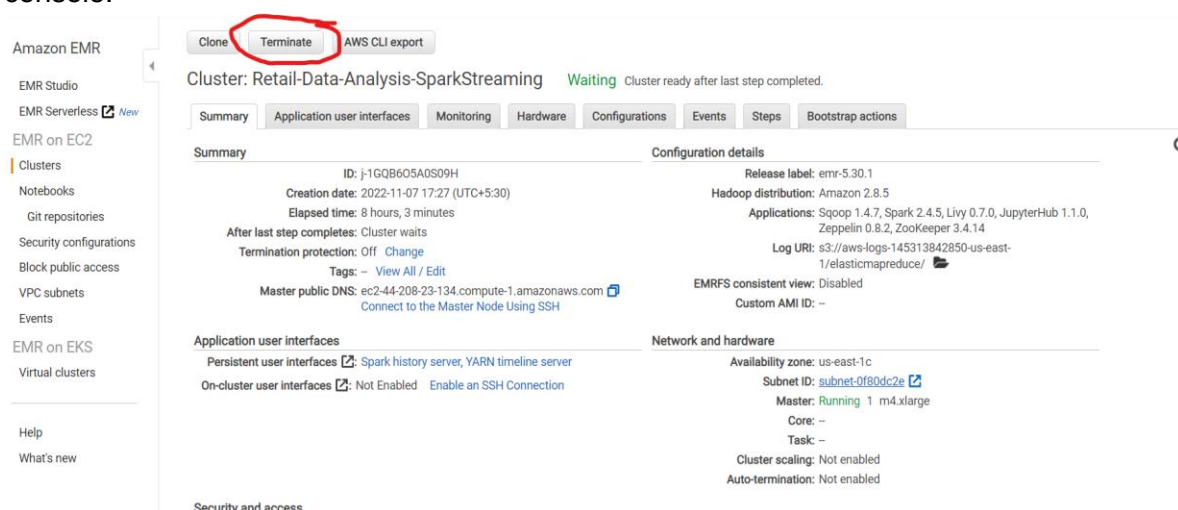 console.
Amazon EMR
EMR Studio
EMR Serverless New
EMR on EC2
Clusters
Notebooks
Git repositories
Security configurations
Block public access
VPC subnets
Events
EMR on EKS
Virtual clusters
Help
What's new
Clone Terminate AWS CLI export
Cluster: Retail-Data-Analysis-SparkStreaming Waiting Cluster ready after last step completed.
Summary Application user interfaces Monitoring Hardware Configurations Events Steps Bootstrap actions
Summary
ID: j-1GQB6O5A0S09H
Creation date: 2022-11-07 17:27 (UTC+5:30)
Elapsed time: 8 hours, 3 minutes
After last step completes: Cluster waits
Termination protection: Off Change
Tags: -- View All / Edit
Master public DNS: ec2-44-208-23-134.compute-1.amazonaws.com
Connect to the Master Node Using SSH
Configuration details
Release label: emr-5.30.1
Hadoop distribution: Amazon 2.8.5
Applications: Sqoop 1.4.7, Spark 2.4.5, Livy 0.7.0, JupyterHub 1.1.0,
Zeppelin 0.8.2, ZooKeeper 3.4.14
Log URI: s3://aws-logs-145313842850-us-east-
1/elasticmapreduce/
EMRFS consistent view: Disabled
Custom AMI ID: --
Application user interfaces
Persistent user interfaces : Spark history server, YARN timeline server
On-cluster user interfaces : Not Enabled Enable an SSH Connection
Network and hardware
Availability zone: us-east-1c
Subnet ID: subnet-0f80dc2e
Master: Running 1 m4.xlarge
Core: --
Task: --
Cluster scaling: Not enabled
Auto-termination: Not enabled
Security and access